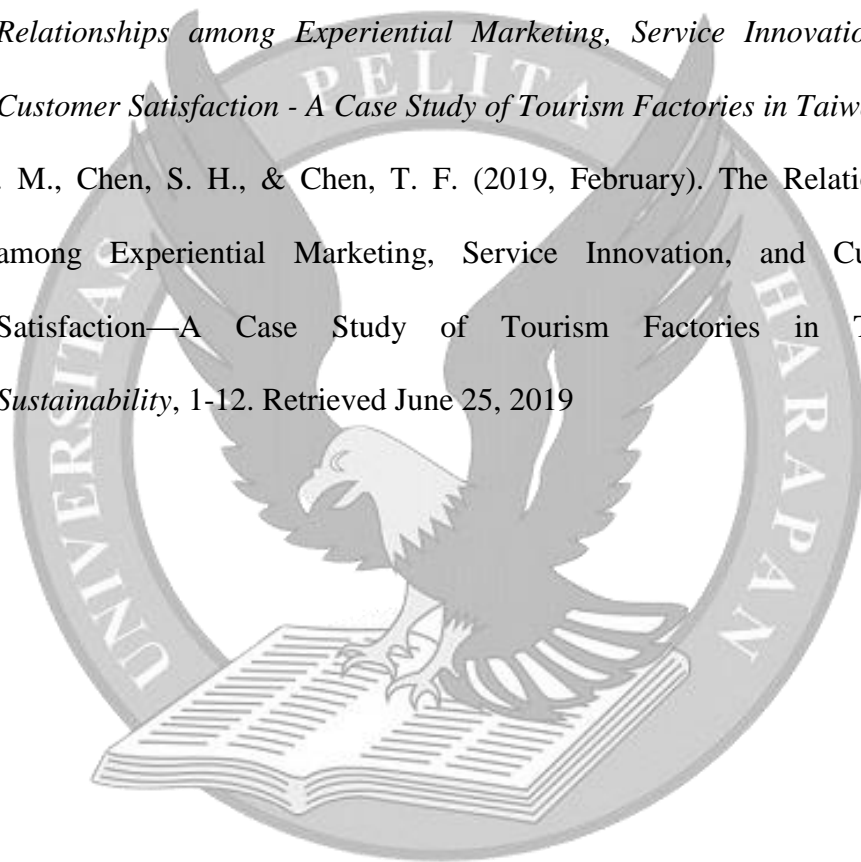 Relationships among Experiential Marketing, Service Innovatio
Customer Satisfaction - A Case Study of Tourism Factories in Taiw
. M., Chen, S. H., & Chen, T. F. (2019, February). The Relatio
among Experiential Marketing, Service Innovation, and Cu
Satisfaction—A Case Study of Tourism Factories in T
Sustainability, 1-12. Retrieved June 25, 2019
UNIVERSITAS PELITA HARAPAN